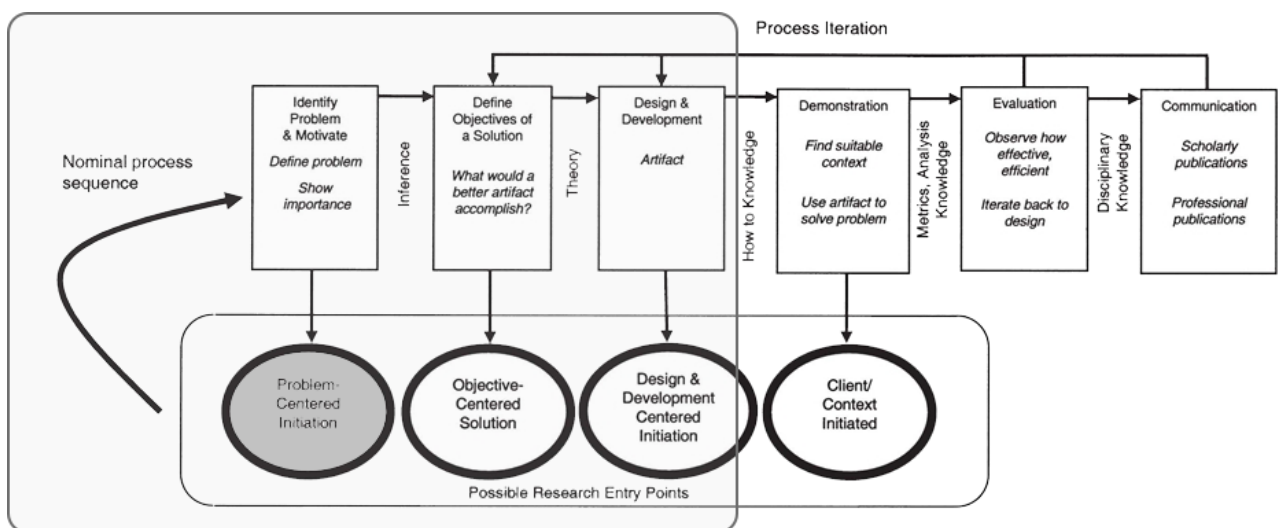 Process Iteration
Nominal process
sequence
Identify
Problem
& Motivate
Define problem
Show
importance
Inference
Define
Objectives of
a Solution
What would a
better artifact
accomplish?
Theory
Design &
Development
Artifact
How to Knowledge
Demonstration
Find suitable
context
Use artifact to
solve problem
Metrics, Analysis
Knowledge
Evaluation
Observe how
effective,
efficient
Iterate back to
design
Disciplinary
Knowledge
Communication
Scholarly
publications
Professional
publications
Problem-
Centered
Initiation
Objective-
Centered
Solution
Design &
Development
Centered
Initiation
Client/
Context
Initiated
Possible Research Entry Points